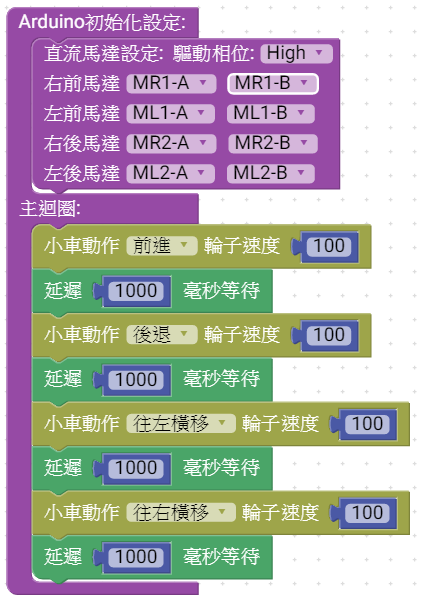 Arduino初始化設定:
直流馬達設定: 驅動相位: High
右前馬達 MR1-A MR1-B
左前馬達 ML1-A ML1-B
右後馬達 MR2-A MR2-B
左後馬達 ML2-A ML2-B
主迴圈:
小車動作 前進 輪子速度 100
延遲 1000 毫秒等待
小車動作 後退 輪子速度 100
延遲 1000 毫秒等待
小車動作 往左橫移 輪子速度 100
延遲 1000 毫秒等待
小車動作 往右橫移 輪子速度 100
延遲 1000 毫秒等待